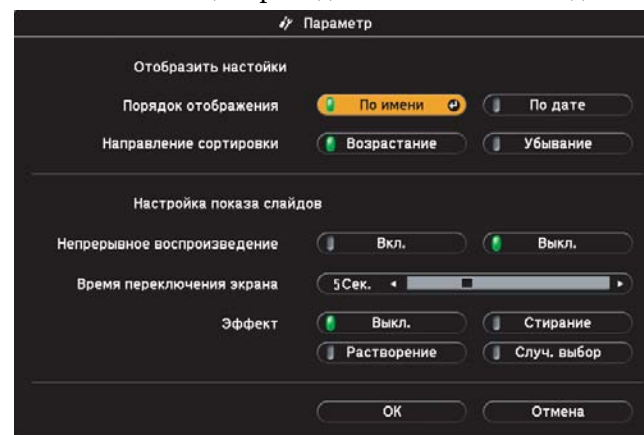 Параметр
Отобразить настойки
Порядок отображения По имени По дате
Направление сортировки Возрастание Убывание
Настройка показа слайдов
Непрерывное воспроизведение Вкл. Выкл.
Время переключения экрана 5Сек.
Эффект Выкл. Стирание
Растворение Случ. выбор
ОК Отмена